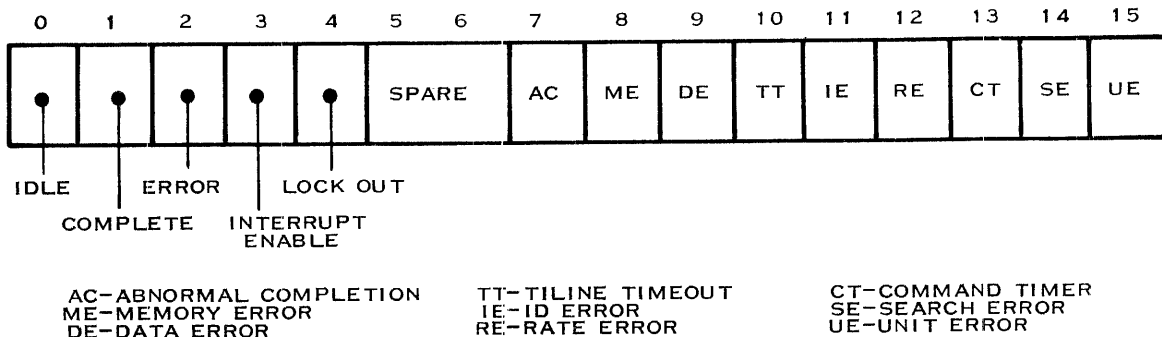 0 1 2 3 4 5 6 7 8 9 10 11 12 13 14 15
SPARE AC ME DE TT IE RE CT SE UE
IDLE ERROR LOCK OUT
COMPLETE INTERRUPT
ENABLE
AC-ABNORMAL COMPLETION TT-TILINE TIMEOUT CT-COMMAND TIMER
ME-MEMORY ERROR IE-ID ERROR SE-SEARCH ERROR
DE-DATA ERROR RE-RATE ERROR UE-UNIT ERROR